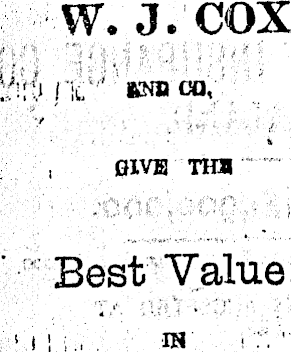 W. J. COX
AND CO,
GIVE THE
Best Value
IN